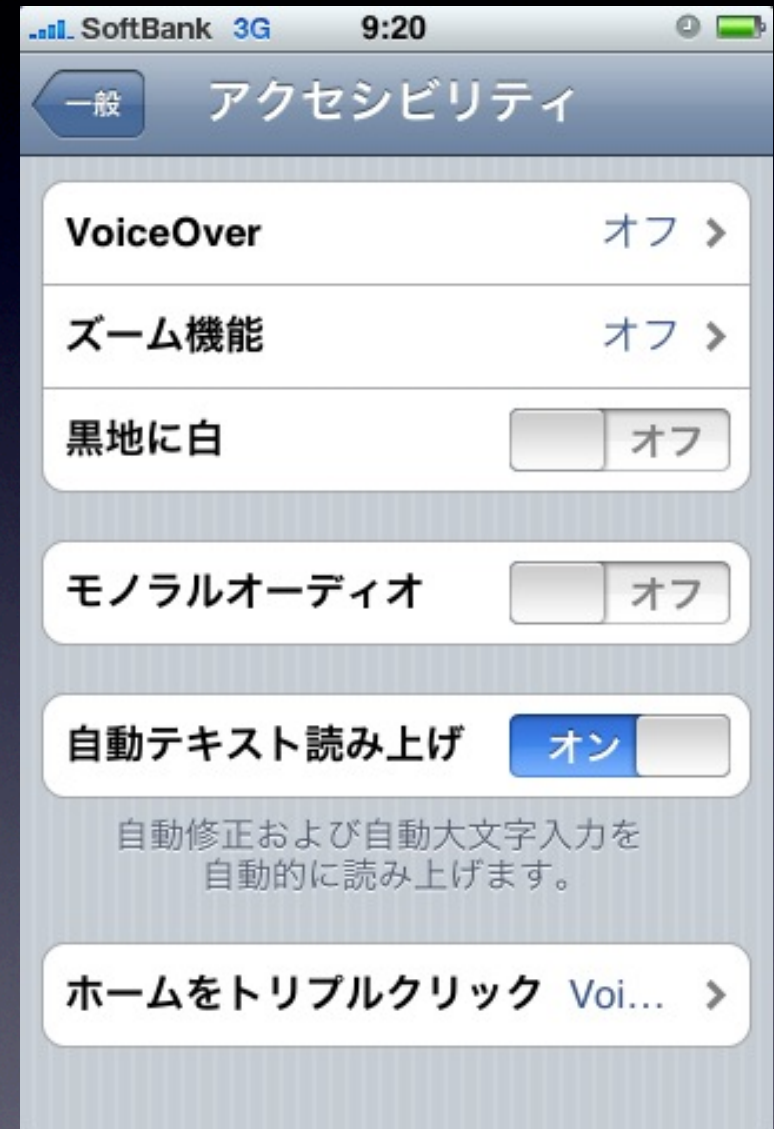 SoftBank 3G 9:20
一般 アクセシビリティ
VoiceOver オフ
ズーム機能 オフ
黒地に白 オフ
モノラルオーディオ オフ
自動テキスト読み上げ オン
自動修正および自動大文字入力を
自動的に読み上げます。
ホームをトリプルクリック Voi...